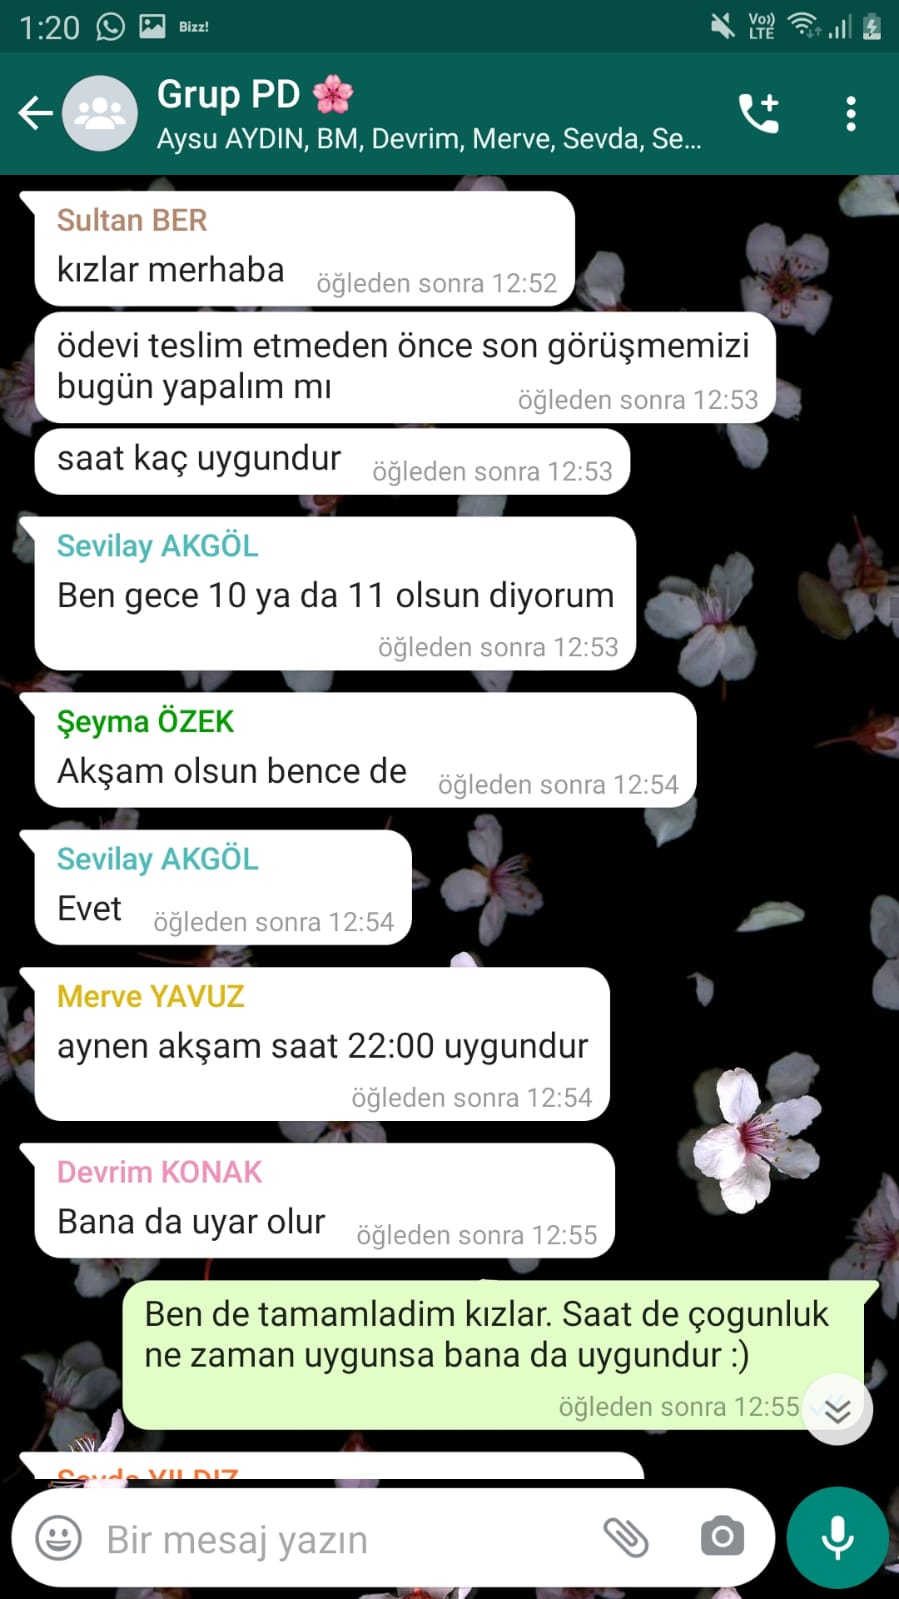 1:20 Bizz! Vo)) LTE
Grup PD
Aysu AYDIN, BM, Devrim, Merve, Sevda, Se...
Sultan BER
kızlar merhaba öğleden sonra 12:52
ödevi teslim etmeden önce son görüşmemizi
bugün yapalım mı öğleden sonra 12:53
saat kaç uygundur öğleden sonra 12:53
Sevilay AKGÖL
Ben gece 10 ya da 11 olsun diyorum
öğleden sonra 12:53
Şeyma ÖZEK
Akşam olsun bence de öğleden sonra 12:54
Sevilay AKGÖL
Evet öğleden sonra 12:54
Merve YAVUZ
aynen akşam saat 22:00 uygundur
öğleden sonra 12:54
Devrim KONAK
Bana da uyar olur öğleden sonra 12:55
Ben de tamamladim kızlar. Saat de çogunluk
ne zaman uygunsa bana da uygundur :)
öğleden sonra 12:55
Sevda YILDIZ
Bir mesaj yazın